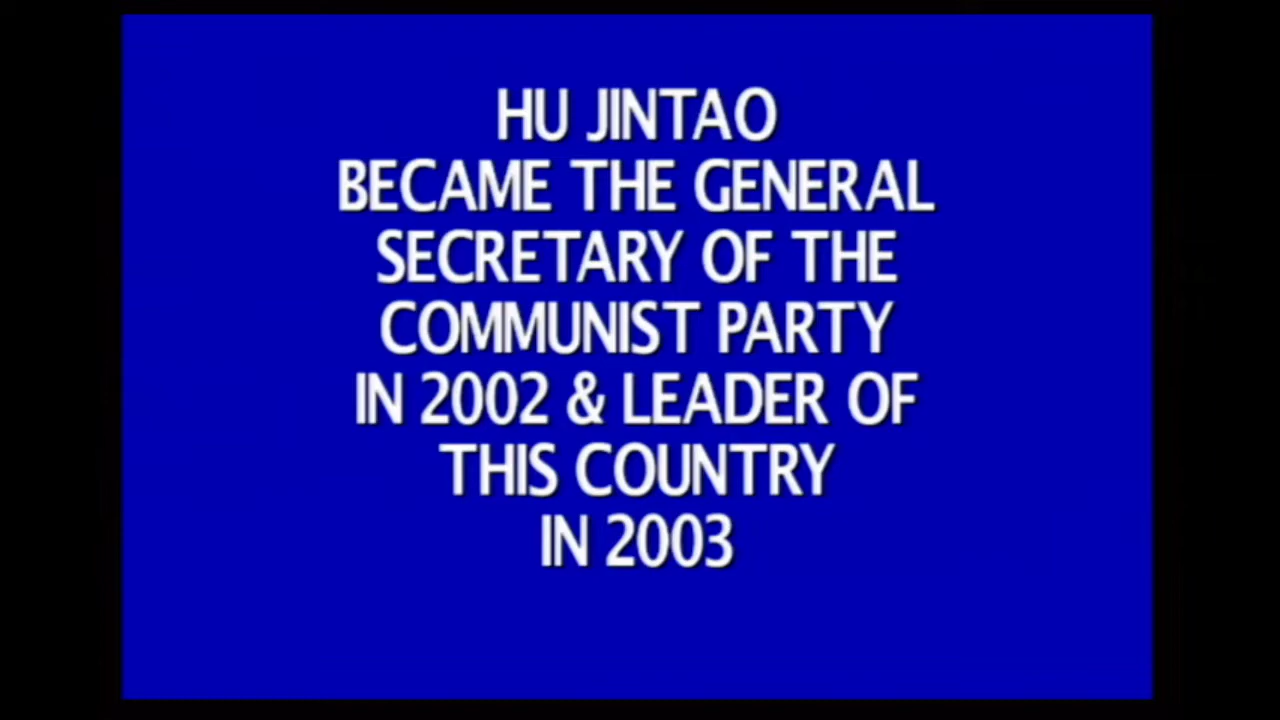 HU JINTAO
BECAME THE GENERAL
SECRETARY OF THE
COMMUNIST PARTY
IN 2002 & LEADER OF
THIS COUNTRY
IN 2003